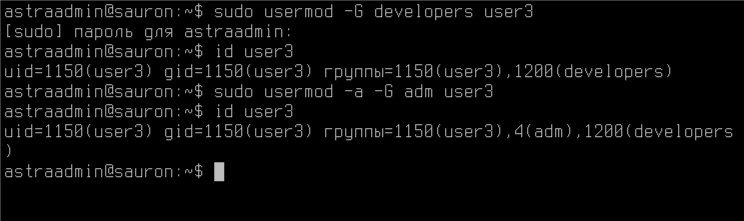 astraadmin@sauron:~$ sudo usermod -G developers user3
[sudo] пароль для astraadmin:
astraadmin@sauron:~$ id user3
uid=1150(user3) gid=1150(user3) группы=1150(user3),1200(developers)
astraadmin@sauron:~$ sudo usermod -a -G adm user3
astraadmin@sauron:~$ id user3
uid=1150(user3) gid=1150(user3) группы=1150(user3),4(adm),1200(developers
)
astraadmin@sauron:~$